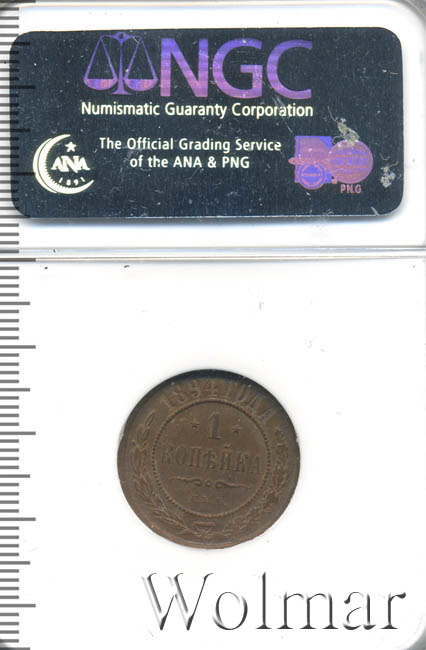 NGC
Numismatic Guaranty Corporation
The Official Grading Service
of the ANA & PNG
ANA
1891
PNG
1894 ГОДА
1
КОПѢЙКА
Wolmar